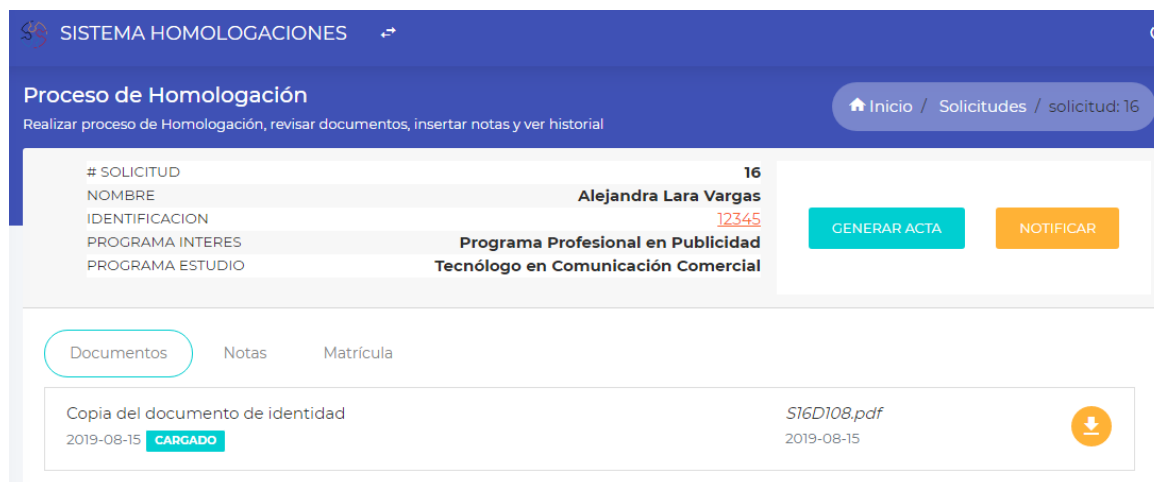 SISTEMA HOMOLOGACIONES
Proceso de Homologación
Realizar proceso de Homologación, revisar documentos, insertar notas y ver historial
Inicio / Solicitudes / solicitud: 16
# SOLICITUD 16
NOMBRE Alejandra Lara Vargas
IDENTIFICACION 12345
PROGRAMA INTERES Programa Profesional en Publicidad
PROGRAMA ESTUDIO Tecnólogo en Comunicación Comercial
GENERAR ACTA NOTIFICAR
Documentos Notas Matrícula
Copia del documento de identidad S16D108.pdf
2019-08-15 CARGADO 2019-08-15